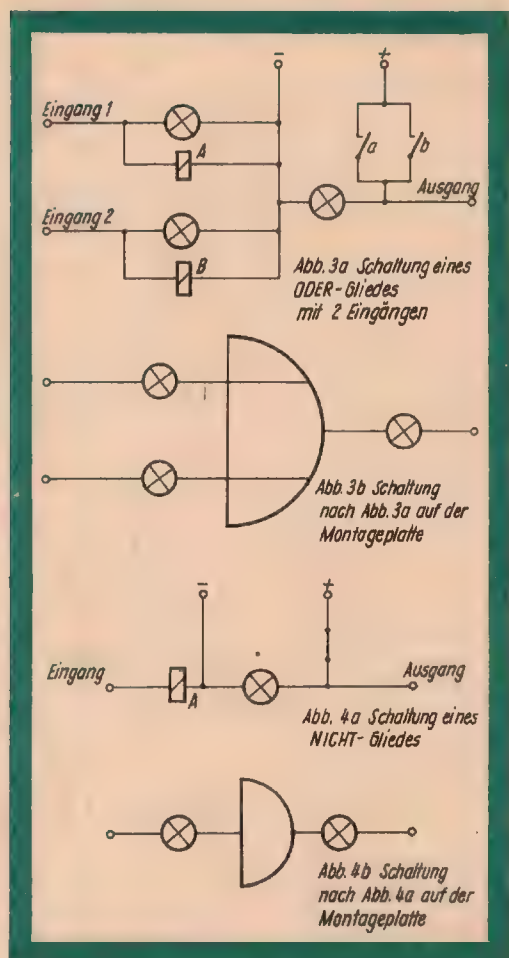 − +
Eingang 1
A
a b
Eingang 2
Ausgang
B
Abb. 3a Schaltung eines
ODER-Gliedes
mit 2 Eingängen
Abb. 3b Schaltung
nach Abb. 3a auf der
Montageplatte
− +
Eingang
A
Ausgang
Abb. 4a Schaltung eines
NICHT-Gliedes
Abb. 4b Schaltung
nach Abb. 4a auf der
Montageplatte